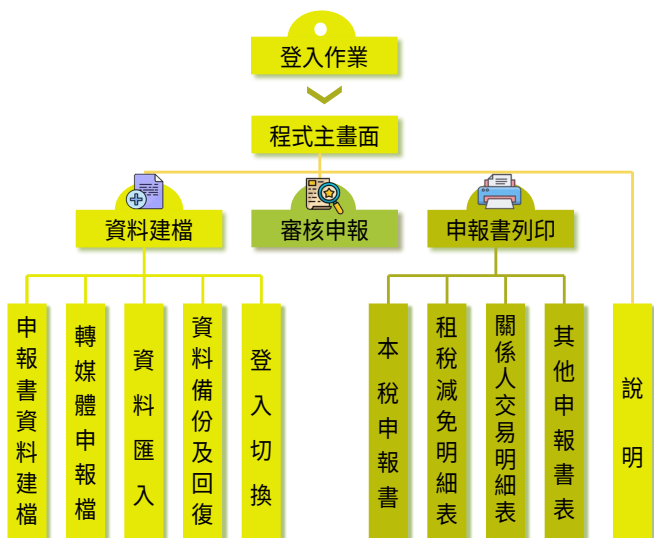 登入作業
程式主畫面
資料建檔
審核申報
申報書列印
申報書資料建檔
轉媒體申報檔
資料匯入
資料備份及回復
登入切換
本稅申報書
租稅減免明細表
關係人交易明細表
其他申報書表
說明